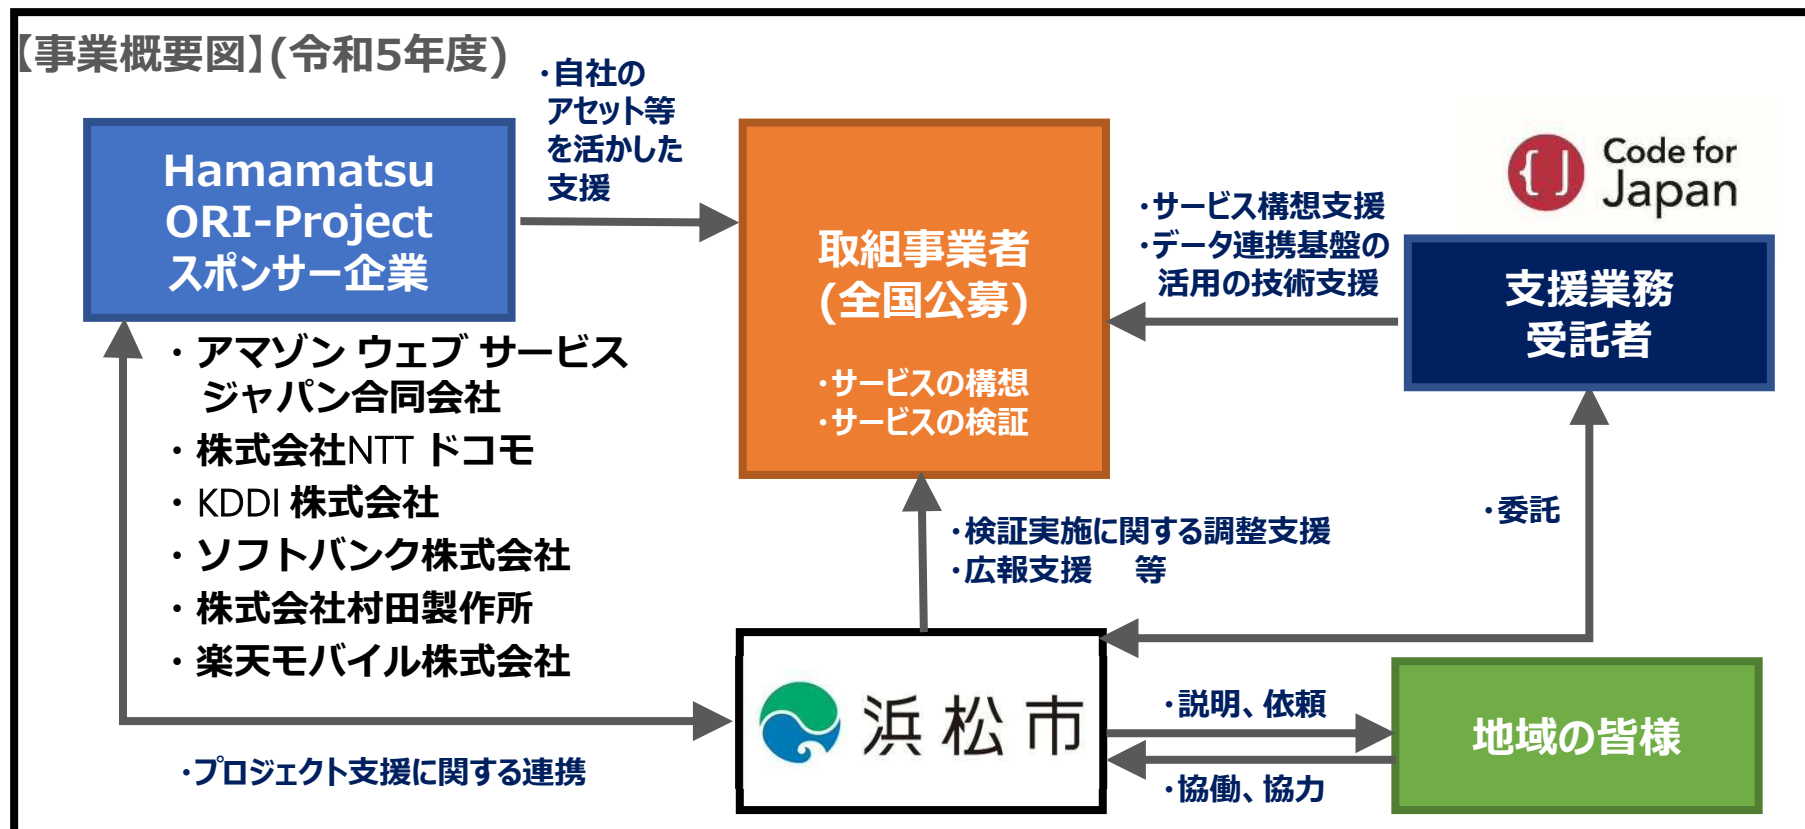 【事業概要図】(令和5年度)
・自社の
アセット等
を活かした
支援
Hamamatsu
ORI-Project
スポンサー企業
・アマゾン ウェブ サービス
ジャパン合同会社
・株式会社NTT ドコモ
・KDDI 株式会社
・ソフトバンク株式会社
・株式会社村田製作所
・楽天モバイル株式会社
・プロジェクト支援に関する連携
取組事業者
(全国公募)
・サービスの構想
・サービスの検証
・サービス構想支援
・データ連携基盤の
活用の技術支援
Code for
Japan
支援業務
受託者
・委託
・検証実施に関する調整支援
・広報支援 等
浜松市
・説明、依頼
・協働、協力
地域の皆様